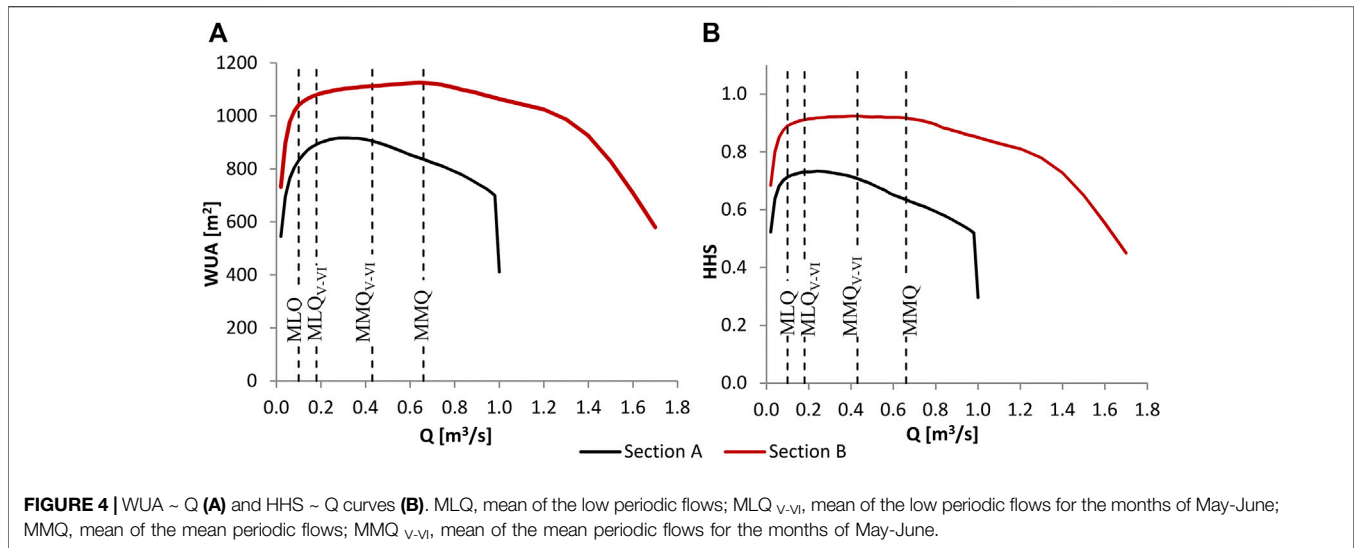 A
1200
1000
800
600
400
200
0
WUA [m²]
MLQ
MLQV-VI
MMQV-VI
MMQ
0.0 0.2 0.4 0.6 0.8 1.0 1.2 1.4 1.6 1.8
Q [m³/s]
B
1.0
0.8
0.6
0.4
0.2
0.0
HHS
MLQ
MLQV-VI
MMQV-VI
MMQ
0.0 0.2 0.4 0.6 0.8 1.0 1.2 1.4 1.6 1.8
Q [m³/s]
Section A Section B
FIGURE 4 | WUA ~ Q (A) and HHS ~ Q curves (B). MLQ, mean of the low periodic flows; MLQ V-VI, mean of the low periodic flows for the months of May-June;
MMQ, mean of the mean periodic flows; MMQ V-VI, mean of the mean periodic flows for the months of May-June.